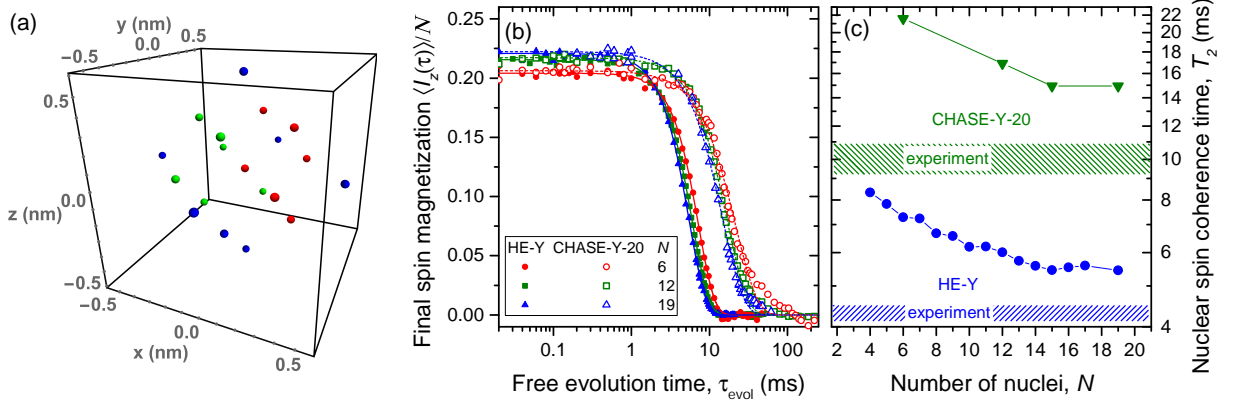 (a)
y (nm)
−0.5
0.0
0.5
0.5
0.0
z (nm)
−0.5
−0.5
0.0
x (nm)
0.5
(b)
Final spin magnetization ⟨I_z(τ)⟩/N
0.25
0.20
0.15
0.10
0.05
0.00
HE-Y CHASE-Y-20 N
6
12
19
0.1 1 10 100
Free evolution time, τ_evol (ms)
(c)
CHASE-Y-20
experiment
HE-Y
experiment
22
20
18
16
14
12
10
8
6
4
Nuclear spin coherence time, T_2 (ms)
2 4 6 8 10 12 14 16 18 20
Number of nuclei, N